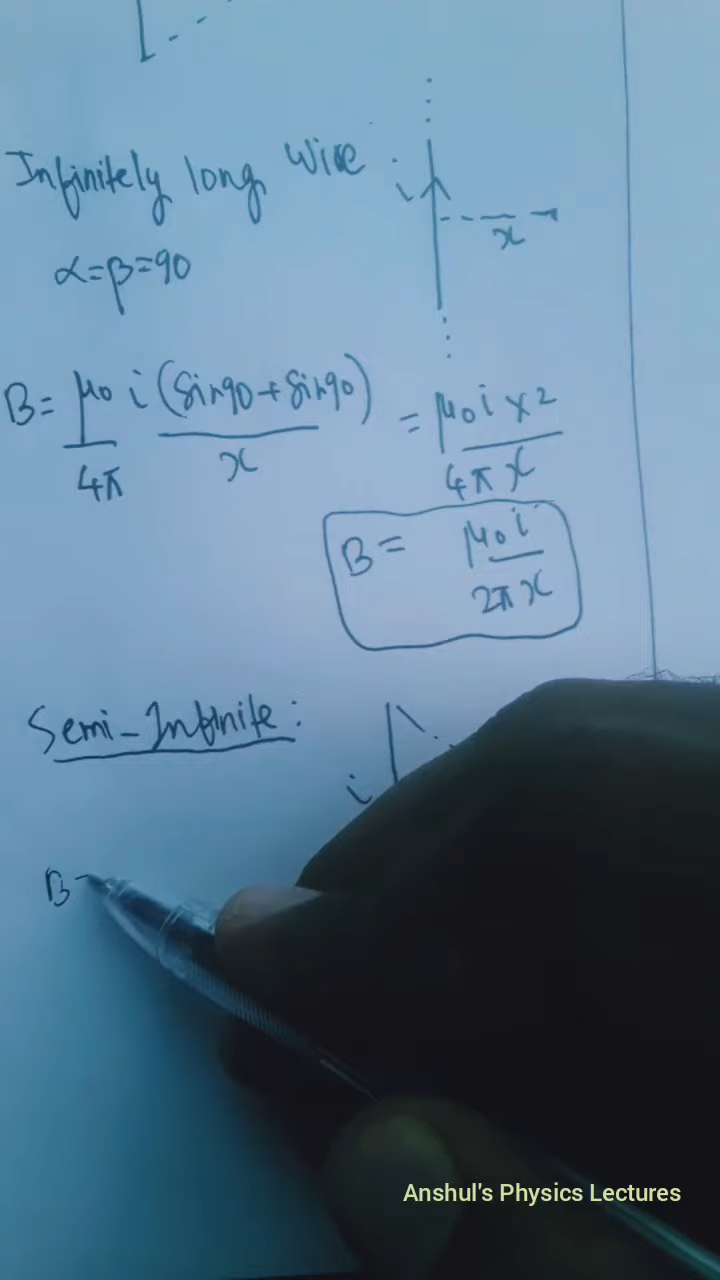 Infinitely long wire i x
α=β=90
B= μ₀ i (Sin90+Sin90) = μ₀ i x 2
4π x 4π x
B= μ₀ i
2π x
Semi-Infinite: i
B -
Anshul's Physics Lectures